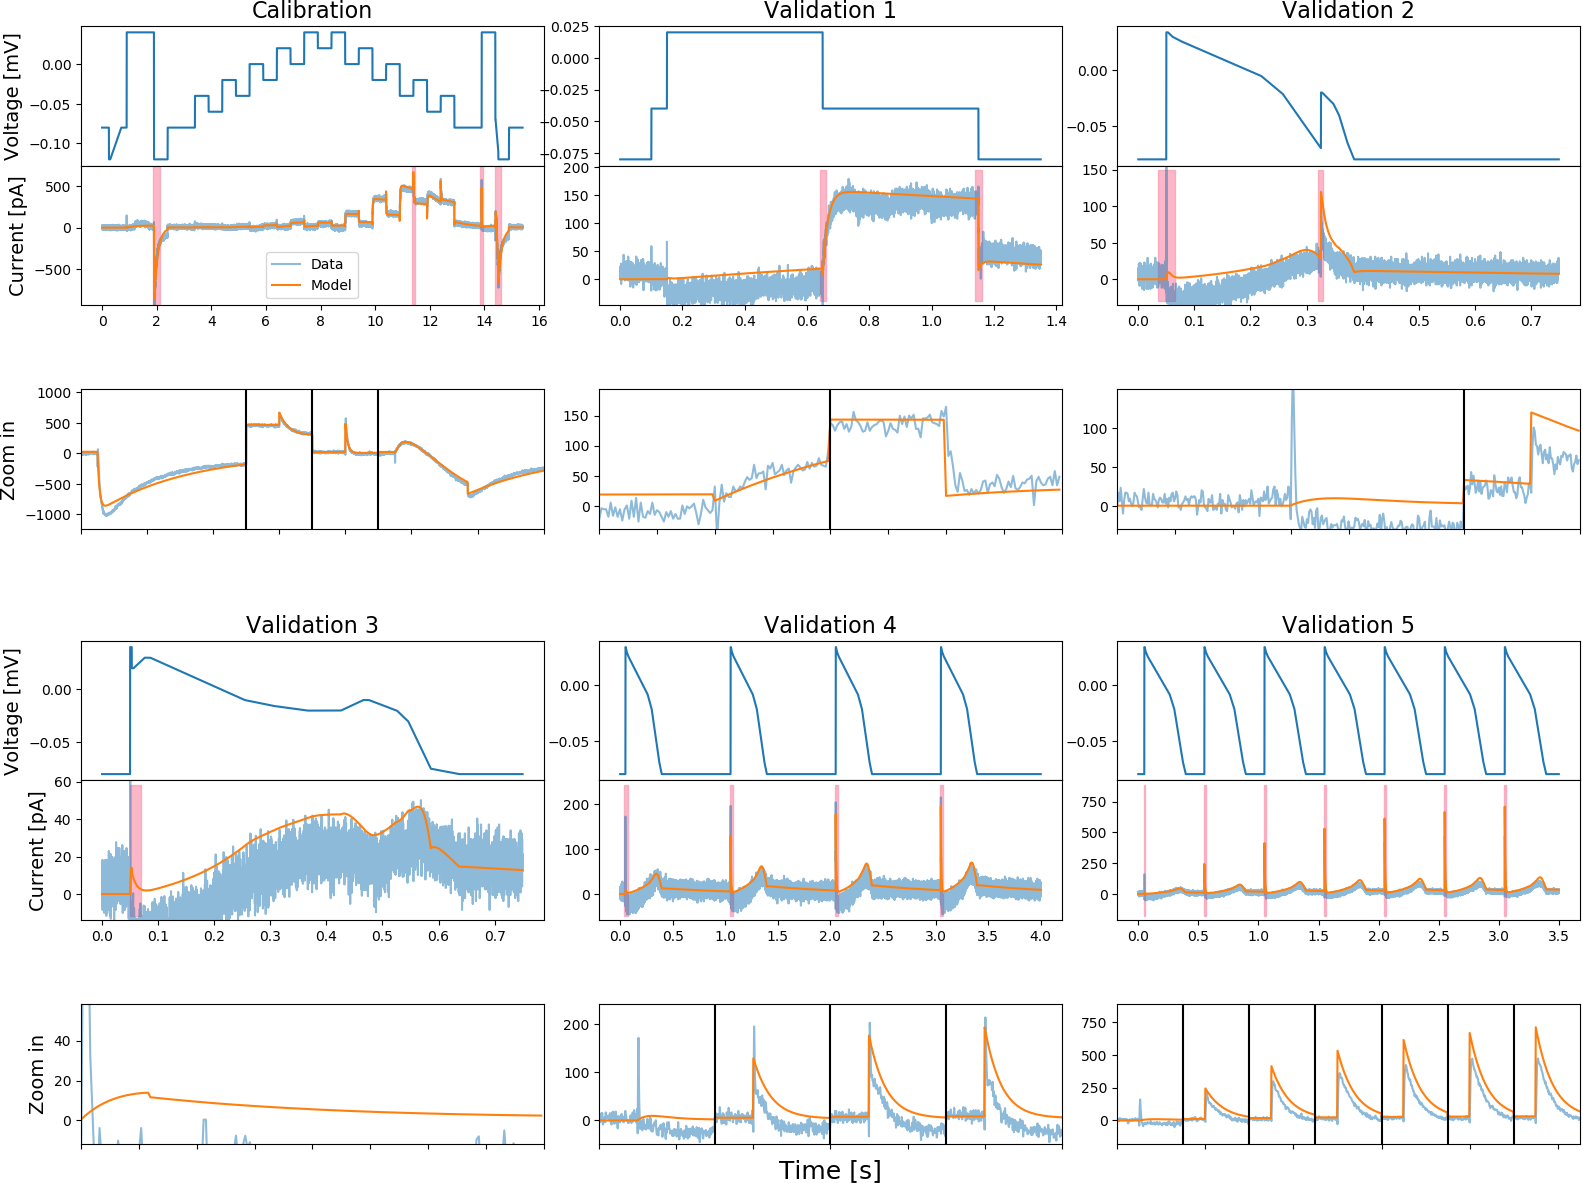 Calibration
Validation 1
Validation 2
Voltage [mV]
0.00
−0.05
−0.10
0.025
0.000
−0.025
−0.050
−0.075
0.00
−0.05
Current [pA]
500
0
−500
Data
Model
200
150
100
50
0
150
100
50
0
0 2 4 6 8 10 12 14 16
0.0 0.2 0.4 0.6 0.8 1.0 1.2 1.4
0.0 0.1 0.2 0.3 0.4 0.5 0.6 0.7
Zoom in
1000
500
0
−500
−1000
150
100
50
0
100
50
0
Validation 3
Validation 4
Validation 5
Voltage [mV]
0.00
−0.05
0.00
−0.05
0.00
−0.05
Current [pA]
60
40
20
0
200
100
0
750
500
250
0
0.0 0.1 0.2 0.3 0.4 0.5 0.6 0.7
0.0 0.5 1.0 1.5 2.0 2.5 3.0 3.5 4.0
0.0 0.5 1.0 1.5 2.0 2.5 3.0 3.5
Zoom in
40
20
0
200
100
0
750
500
250
0
Time [s]